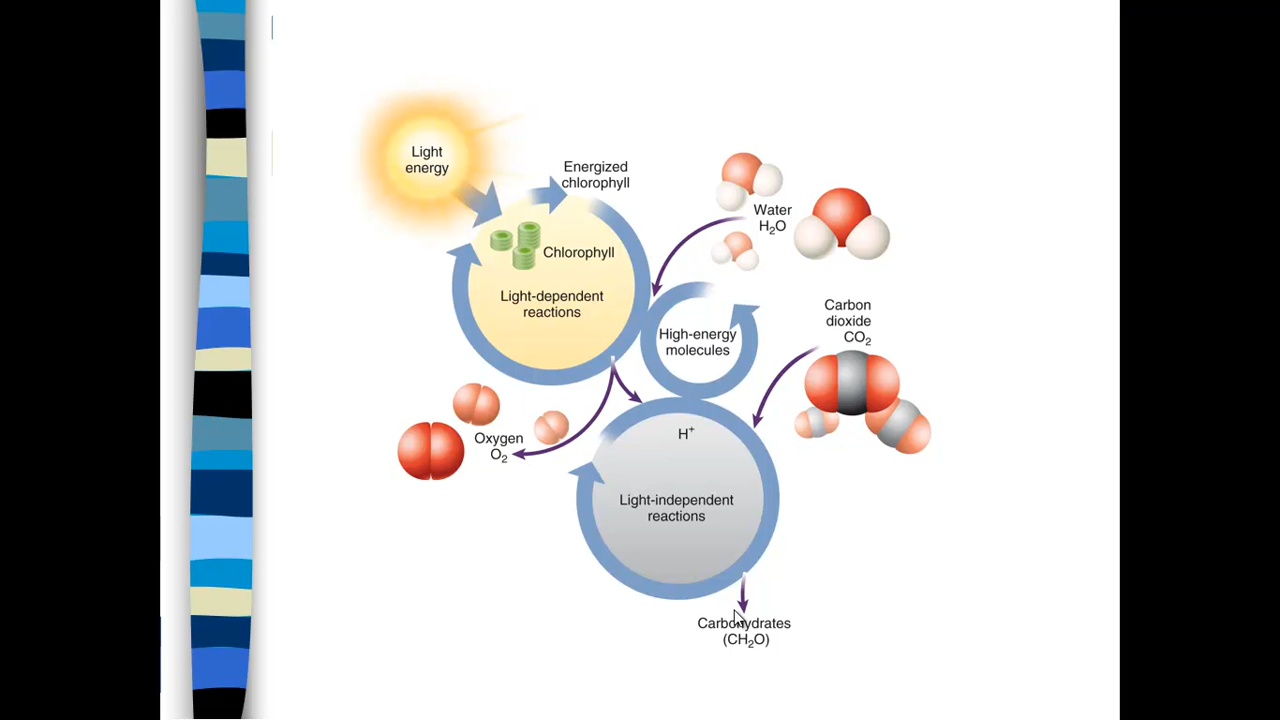 Light
energy
Energized
chlorophyll
Chlorophyll
Light-dependent
reactions
Water
H₂O
High-energy
molecules
Carbon
dioxide
CO₂
Oxygen
O₂
H⁺
Light-independent
reactions
Carbohydrates
(CH₂O)